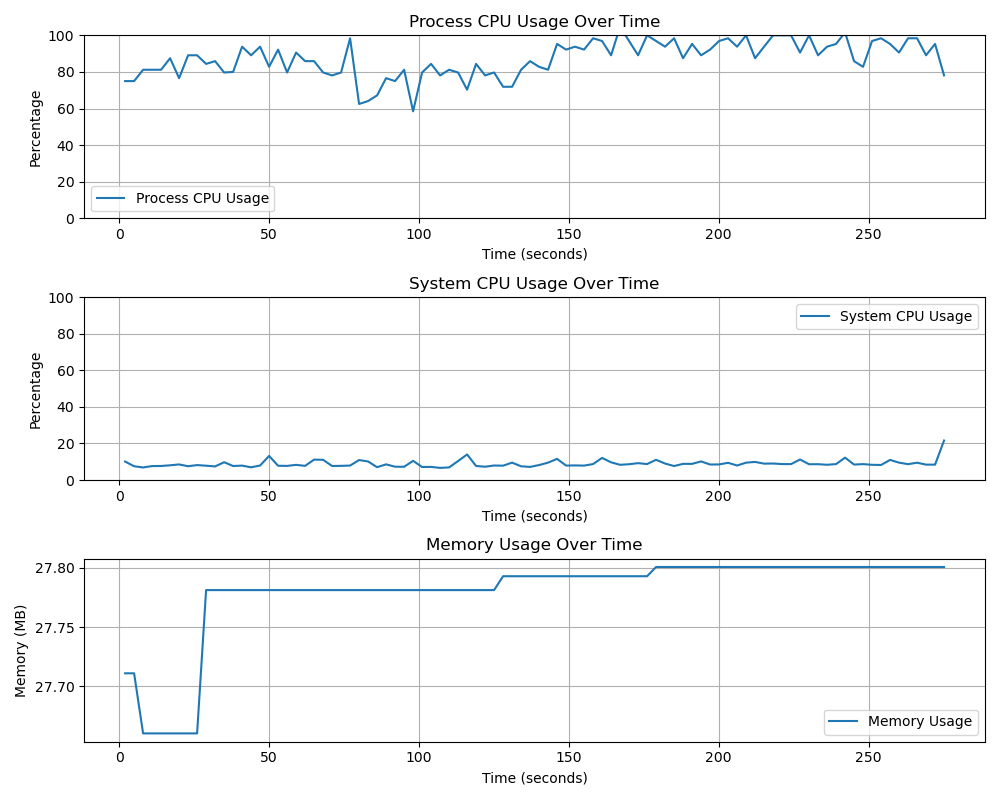 Process CPU Usage Over Time
100
80
60
40
20
0
Percentage
Process CPU Usage
0 50 100 150 200 250
Time (seconds)
System CPU Usage Over Time
100
80
60
40
20
0
Percentage
System CPU Usage
0 50 100 150 200 250
Time (seconds)
Memory Usage Over Time
27.80
27.75
27.70
Memory (MB)
Memory Usage
0 50 100 150 200 250
Time (seconds)